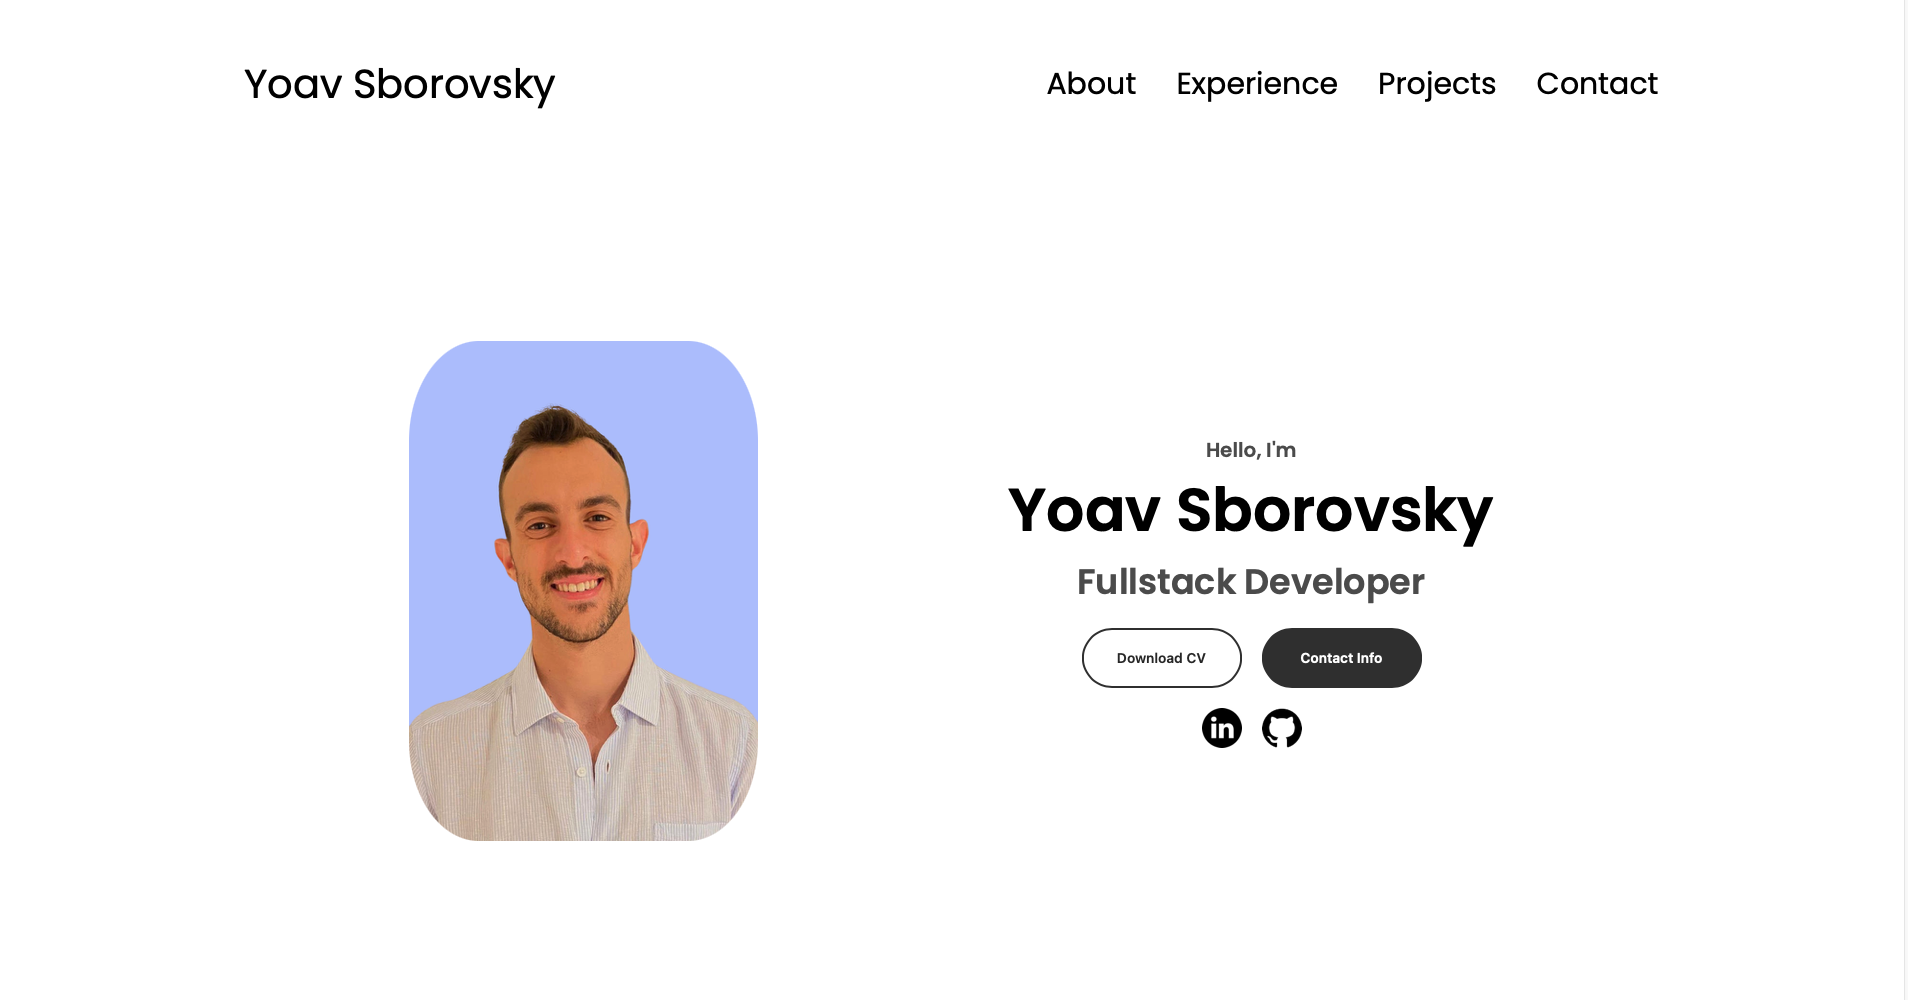 Yoav Sborovsky
About Experience Projects Contact
Hello, I'm
Yoav Sborovsky
Fullstack Developer
Download CV Contact Info
in